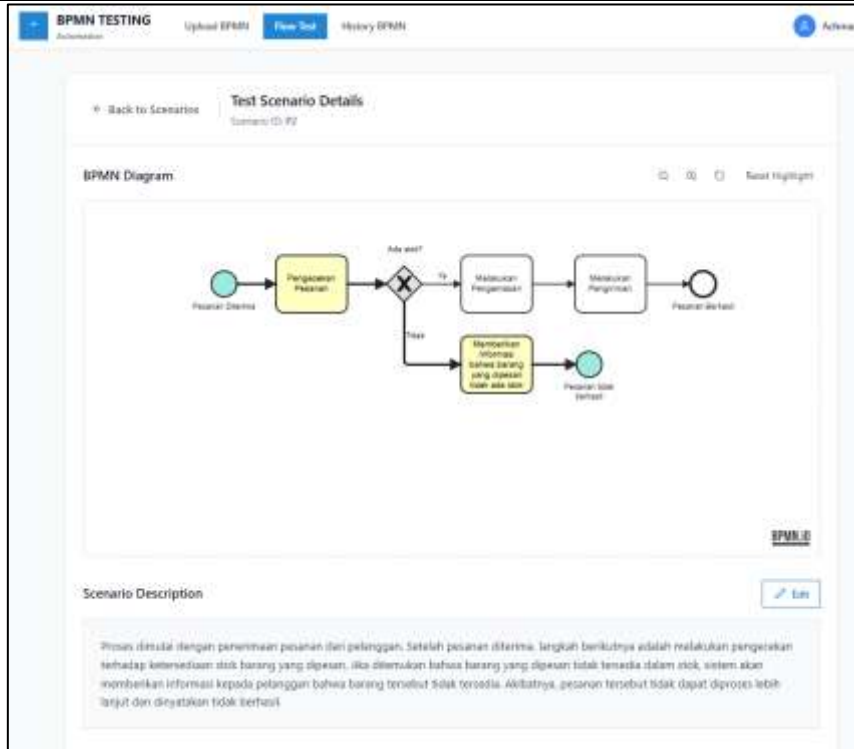 BPMN TESTING
Automation
Upload BPMN
Flow Test
History BPMN
Back to Scenarios
Test Scenario Details
Scenario ID: P2
BPMN Diagram
Reset Highlight
Pesanan Diterima
Pengecekan
Pesanan
Ya
Tidak
Melakukan
Pengemasan
Melakukan
Pengiriman
Pesanan Berhasil
Memberikan
informasi
bahwa barang
yang dipesan
tidak ada stok
Pesanan tidak
berhasil
BPMN.iO
Scenario Description
Edit
Proses dimulai dengan penerimaan pesanan dari pelanggan. Setelah pesanan diterima, langkah berikutnya adalah melakukan pengecekan
terhadap ketersediaan stok barang yang dipesan. Jika ditemukan bahwa barang yang dipesan tidak tersedia dalam stok, sistem akan
memberikan informasi kepada pelanggan bahwa barang tersebut tidak tersedia. Akibatnya, pesanan tersebut tidak dapat diproses lebih
lanjut dan dinyatakan tidak berhasil.